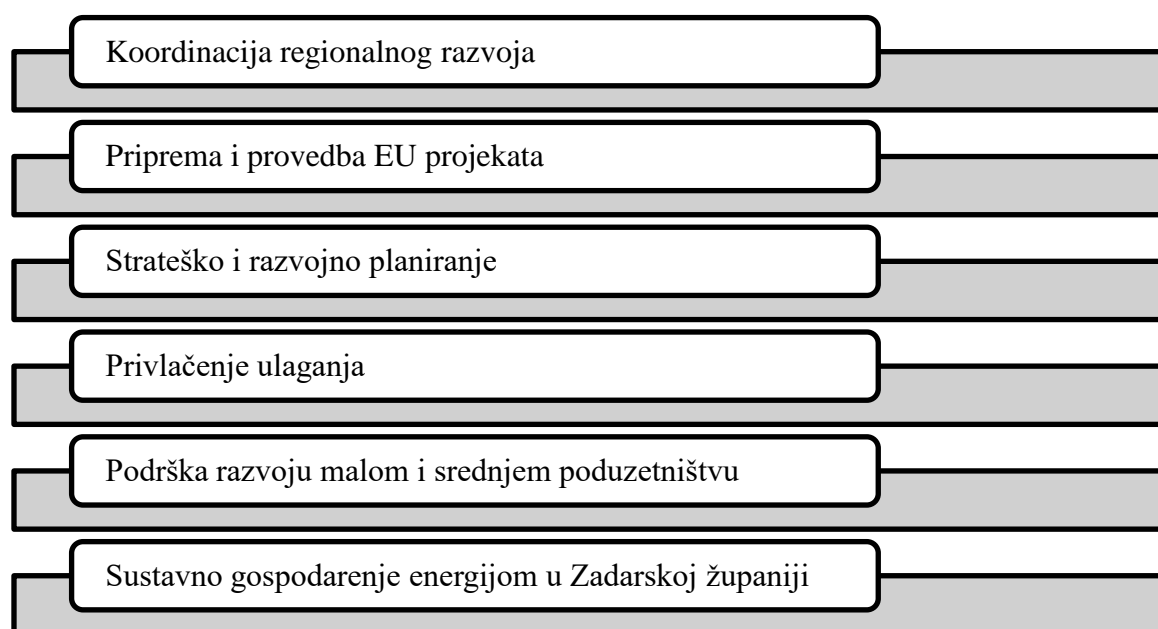 Koordinacija regionalnog razvoja
Priprema i provedba EU projekata
Strateško i razvojno planiranje
Privlačenje ulaganja
Podrška razvoju malom i srednjem poduzetništvu
Sustavno gospodarenje energijom u Zadarskoj županiji